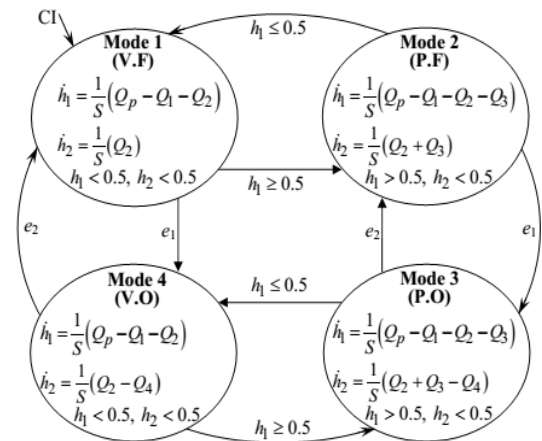 CI
Mode 1
(V.F)
ḣ₁ = 1/S (Qₚ − Q₁ − Q₂)
ḣ₂ = 1/S (Q₂)
h₁ < 0.5, h₂ < 0.5
h₁ ≤ 0.5
Mode 2
(P.F)
ḣ₁ = 1/S (Qₚ − Q₁ − Q₂ − Q₃)
ḣ₂ = 1/S (Q₂ + Q₃)
h₁ > 0.5, h₂ < 0.5
h₁ ≥ 0.5
e₂
e₁
e₂
e₁
Mode 4
(V.O)
ḣ₁ = 1/S (Qₚ − Q₁ − Q₂)
ḣ₂ = 1/S (Q₂ − Q₄)
h₁ < 0.5, h₂ < 0.5
h₁ ≤ 0.5
Mode 3
(P.O)
ḣ₁ = 1/S (Qₚ − Q₁ − Q₂ − Q₃)
ḣ₂ = 1/S (Q₂ + Q₃ − Q₄)
h₁ > 0.5, h₂ < 0.5
h₁ ≥ 0.5